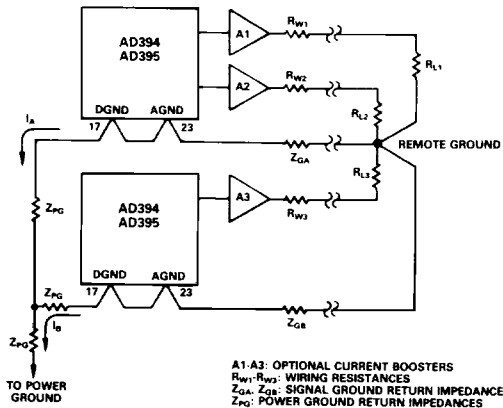 AD394
AD395
A1
RW1
RL1
A2
RW2
RL2
DGND
AGND
17
23
IA
ZGA
REMOTE GROUND
ZPG
RL3
AD394
AD395
A3
RW3
DGND
AGND
ZPG
17
23
IB
ZPG
ZGB
TO POWER
GROUND
A1-A3: OPTIONAL CURRENT BOOSTERS
RW1-RW3: WIRING RESISTANCES
ZGA, ZGB: SIGNAL GROUND RETURN IMPEDANCE
ZPG: POWER GROUND RETURN IMPEDANCES